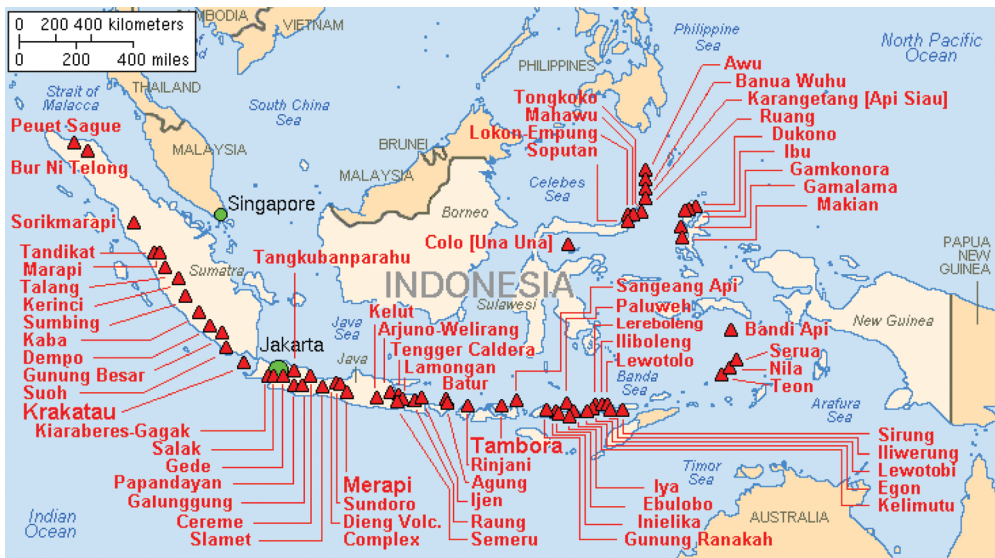 0 200 400 kilometers
0 200 400 miles
CAMBODIA
VIETNAM
THAILAND
Strait of
Malacca
South China
Sea
MALAYSIA
Singapore
BRUNEI
MALAYSIA
Borneo
PHILIPPINES
Philippine
Sea
North Pacific
Ocean
Celebes
Sea
Peuet Sague
Bur Ni Telong
Sorikmarapi
Tandikat
Marapi
Talang
Kerinci
Sumbing
Kaba
Dempo
Gunung Besar
Suoh
Krakatau
Kiaraberes-Gagak
Salak
Gede
Papandayan
Galunggung
Cereme
Slamet
Sumatra
Tangkubanparahu
Jakarta
Java
Sea
Java
INDONESIA
Sulawesi
Kelut
Arjuno-Welirang
Tengger Caldera
Lamongan
Batur
Merapi
Sundoro
Dieng Volc.
Complex
Tambora
Rinjani
Agung
Ijen
Raung
Semeru
Tongkoko
Mahawu
Lokon-Empung
Soputan
Colo [Una Una]
Awu
Banua Wuhu
Karangetang [Api Siau]
Ruang
Dukono
Ibu
Gamkonora
Gamalama
Makian
Sangeang Api
Paluweh
Lereboleng
Iliboleng
Lewotolo
Banda
Sea
Bandi Api
Serua
Nila
Teon
New Guinea
PAPUA
NEW
GUINEA
Arafura
Sea
Sirung
Iliwerung
Lewotobi
Egon
Kelimutu
Iya
Ebulobo
Inielika
Gunung Ranakah
Timor
Sea
AUSTRALIA
Indian
Ocean